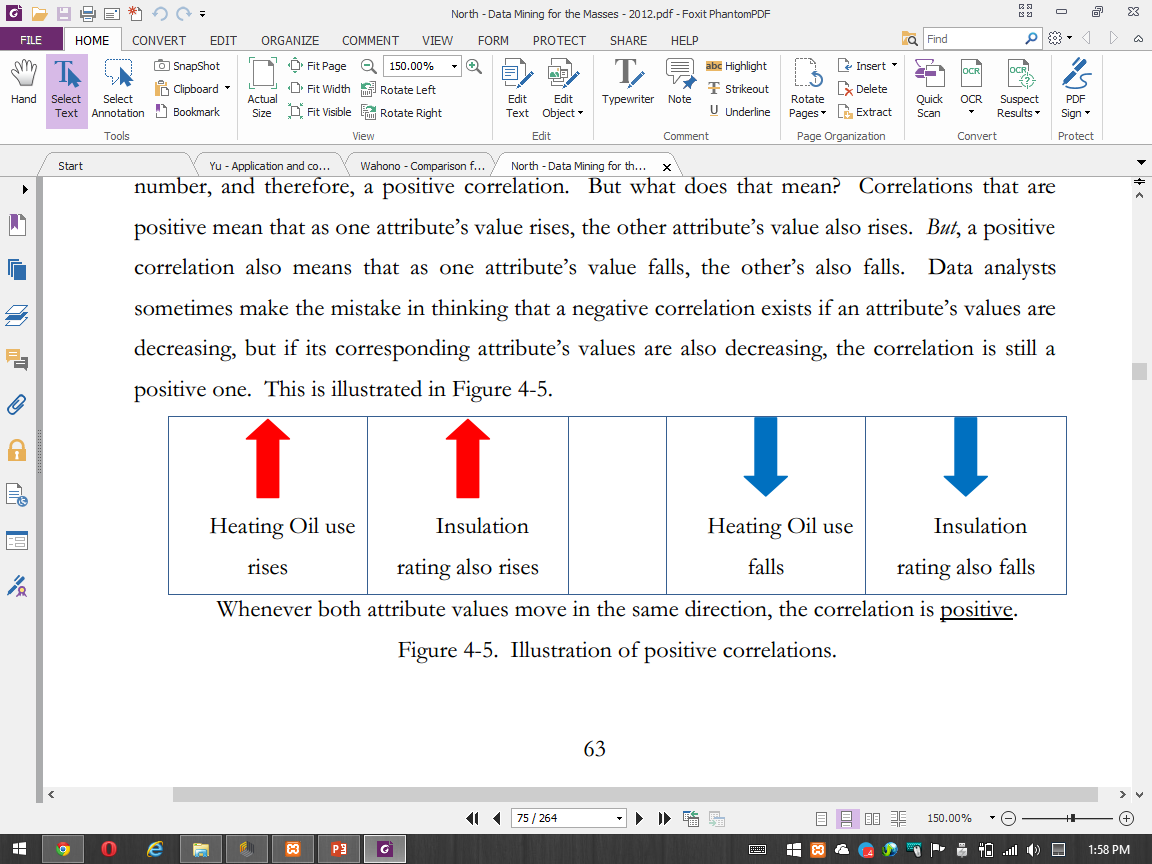 North - Data Mining for the Masses - 2012.pdf - Foxit PhantomPDF
FILE HOME CONVERT EDIT ORGANIZE COMMENT VIEW FORM PROTECT SHARE HELP Find
Hand
Select Text
Select Annotation
SnapShot
Clipboard
Bookmark
Tools
Actual Size
Fit Page
Fit Width
Fit Visible
150.00%
Rotate Left
Rotate Right
View
Edit Text
Edit Object
Edit
Typewriter
Note
abc Highlight
Strikeout
U Underline
Comment
Rotate Pages
Insert
Delete
Extract
Page Organization
Quick Scan
OCR
OCR
OCR
Suspect Results
Convert
PDF Sign
Protect
Start Yu - Application and co... Wahono - Comparison f... North - Data Mining for th...
number, and therefore, a positive correlation. But what does that mean? Correlations that are
positive mean that as one attribute's value rises, the other attribute's value also rises. But, a positive
correlation also means that as one attribute's value falls, the other's also falls. Data analysts
sometimes make the mistake in thinking that a negative correlation exists if an attribute's values are
decreasing, but if its corresponding attribute's values are also decreasing, the correlation is still a
positive one. This is illustrated in Figure 4-5.
Heating Oil use
rises
Insulation
rating also rises
Heating Oil use
falls
Insulation
rating also falls
Whenever both attribute values move in the same direction, the correlation is positive.
Figure 4-5. Illustration of positive correlations.
63
75 / 264
150.00%
1:58 PM